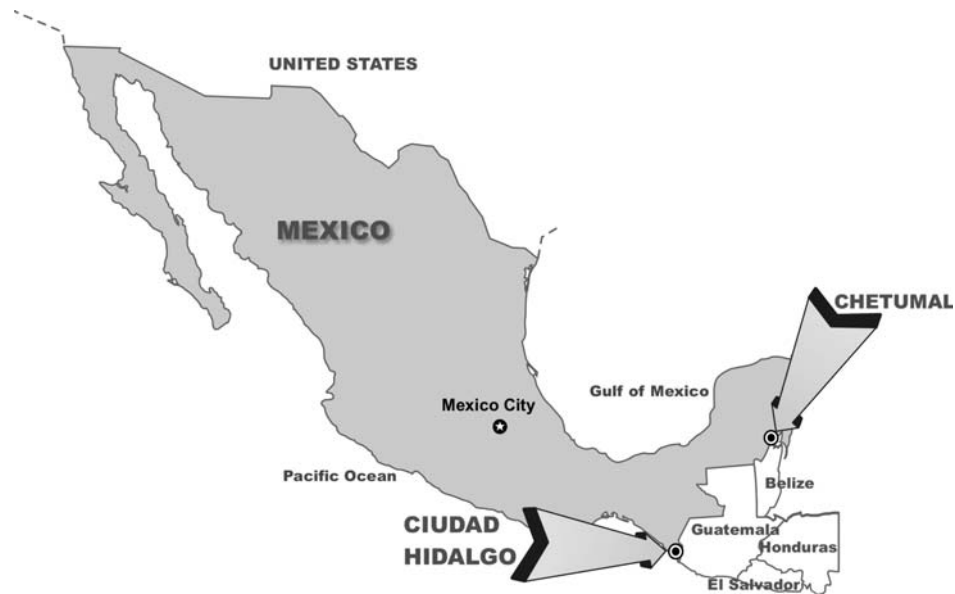 UNITED STATES
MEXICO
CHETUMAL
Gulf of Mexico
Mexico City
Pacific Ocean
Belize
CIUDAD
HIDALGO
Guatemala
Honduras
El Salvador